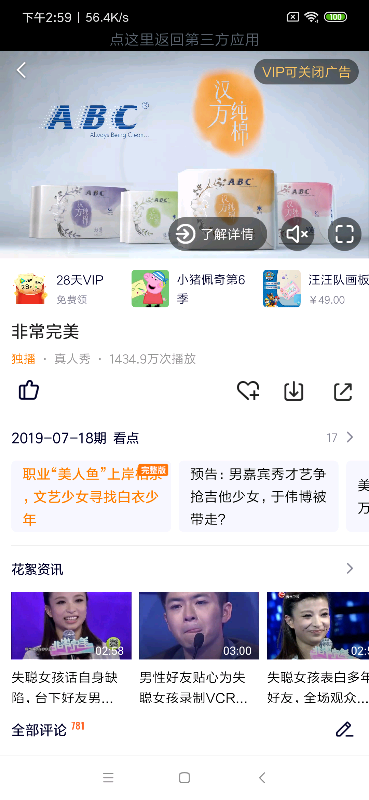 下午2:59 | 56.4K/s
100
点这里返回第三方应用
VIP可关闭广告
汉方纯棉
ABC
Always Being Clean...
ABC
了解详情
28天VIP
免费领
小猪佩奇第6
季
汪汪队画板
￥49.00
非常完美
独播 · 真人秀 · 1434.9万次播放
2019-07-18期 看点
17
完整版
职业“美人鱼”上岸相亲
，文艺少女寻找白衣少
年
预告：男嘉宾秀才艺争
抢吉他少女，于伟博被
带走？
美
万
花絮资讯
02:58
03:00
02:5
失聪女孩话自身缺
陷，台下好友男...
男性好友贴心为失
聪女孩录制VCR...
失聪女孩表白多年
好友，全场观众...
全部评论 781